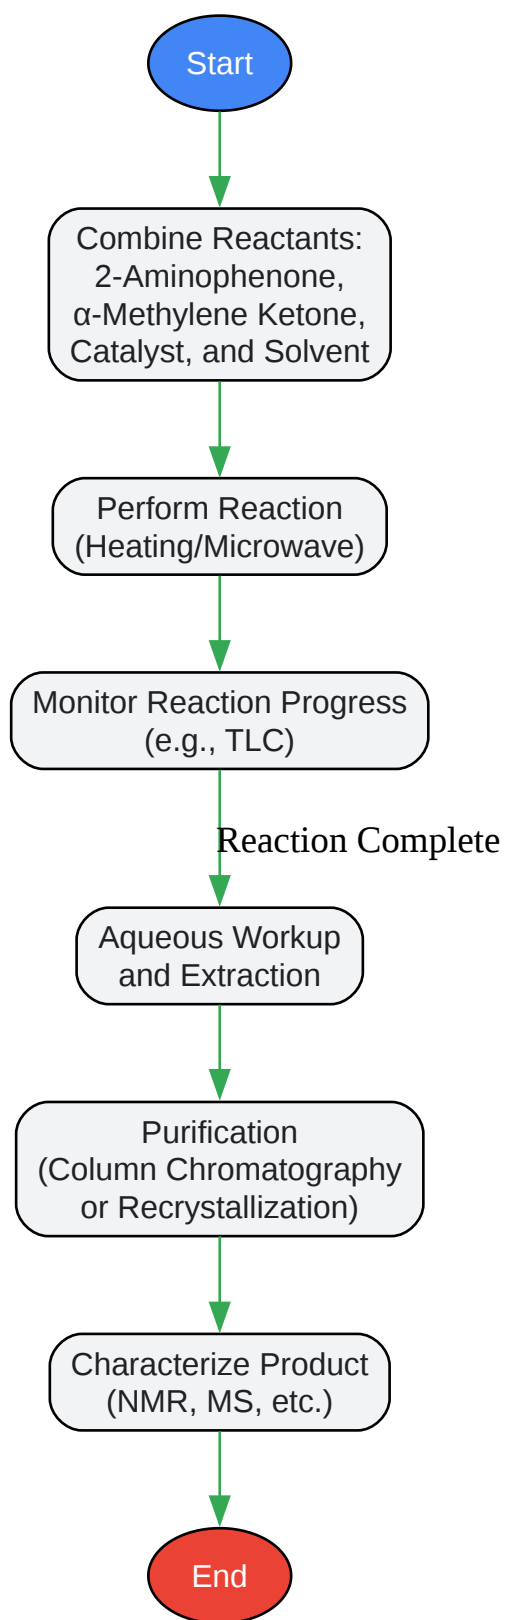 Start
Combine Reactants:
2-Aminophenone,
α-Methylene Ketone,
Catalyst, and Solvent
Perform Reaction
(Heating/Microwave)
Monitor Reaction Progress
(e.g., TLC)
Reaction Complete
Aqueous Workup
and Extraction
Purification
(Column Chromatography
or Recrystallization)
Characterize Product
(NMR, MS, etc.)
End